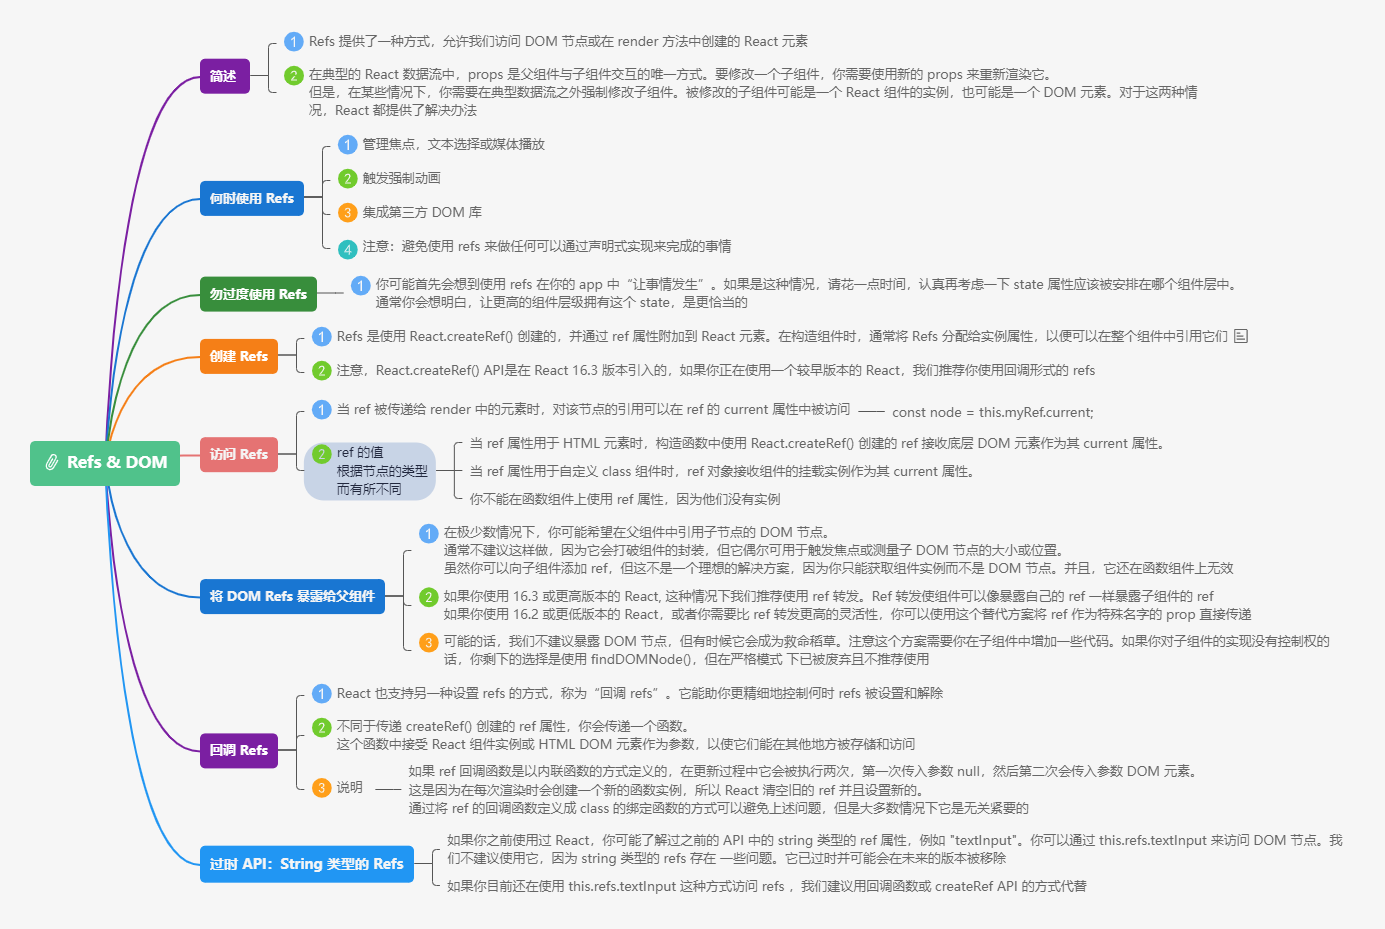 Refs & DOM
简述
1 Refs 提供了一种方式，允许我们访问 DOM 节点或在 render 方法中创建的 React 元素
2 在典型的 React 数据流中，props 是父组件与子组件交互的唯一方式。要修改一个子组件，你需要使用新的 props 来重新渲染它。
但是，在某些情况下，你需要在典型数据流之外强制修改子组件。被修改的子组件可能是一个 React 组件的实例，也可能是一个 DOM 元素。对于这两种情
况，React 都提供了解决办法
何时使用 Refs
1 管理焦点，文本选择或媒体播放
2 触发强制动画
3 集成第三方 DOM 库
4 注意：避免使用 refs 来做任何可以通过声明式实现来完成的事情
勿过度使用 Refs
1 你可能首先会想到使用 refs 在你的 app 中“让事情发生”。如果是这种情况，请花一点时间，认真再考虑一下 state 属性应该被安排在哪个组件层中。
通常你会想明白，让更高的组件层级拥有这个 state，是更恰当的
创建 Refs
1 Refs 是使用 React.createRef() 创建的，并通过 ref 属性附加到 React 元素。在构造组件时，通常将 Refs 分配给实例属性，以便可以在整个组件中引用它们
2 注意，React.createRef() API是在 React 16.3 版本引入的，如果你正在使用一个较早版本的 React，我们推荐你使用回调形式的 refs
访问 Refs
1 当 ref 被传递给 render 中的元素时，对该节点的引用可以在 ref 的 current 属性中被访问
const node = this.myRef.current;
2 ref 的值
根据节点的类型
而有所不同
当 ref 属性用于 HTML 元素时，构造函数中使用 React.createRef() 创建的 ref 接收底层 DOM 元素作为其 current 属性。
当 ref 属性用于自定义 class 组件时，ref 对象接收组件的挂载实例作为其 current 属性。
你不能在函数组件上使用 ref 属性，因为他们没有实例
将 DOM Refs 暴露给父组件
1 在极少数情况下，你可能希望在父组件中引用子节点的 DOM 节点。
通常不建议这样做，因为它会打破组件的封装，但它偶尔可用于触发焦点或测量子 DOM 节点的大小或位置。
虽然你可以向子组件添加 ref，但这不是一个理想的解决方案，因为你只能获取组件实例而不是 DOM 节点。并且，它还在函数组件上无效
2 如果你使用 16.3 或更高版本的 React, 这种情况下我们推荐使用 ref 转发。Ref 转发使组件可以像暴露自己的 ref 一样暴露子组件的 ref
如果你使用 16.2 或更低版本的 React，或者你需要比 ref 转发更高的灵活性，你可以使用这个替代方案将 ref 作为特殊名字的 prop 直接传递
3 可能的话，我们不建议暴露 DOM 节点，但有时候它会成为救命稻草。注意这个方案需要你在子组件中增加一些代码。如果你对子组件的实现没有控制权的
话，你剩下的选择是使用 findDOMNode()，但在严格模式 下已被废弃且不推荐使用
回调 Refs
1 React 也支持另一种设置 refs 的方式，称为“回调 refs”。它能助你更精细地控制何时 refs 被设置和解除
2 不同于传递 createRef() 创建的 ref 属性，你会传递一个函数。
这个函数中接受 React 组件实例或 HTML DOM 元素作为参数，以使它们能在其他地方被存储和访问
3 说明
如果 ref 回调函数是以内联函数的方式定义的，在更新过程中它会被执行两次，第一次传入参数 null，然后第二次会传入参数 DOM 元素。
这是因为在每次渲染时会创建一个新的函数实例，所以 React 清空旧的 ref 并且设置新的。
通过将 ref 的回调函数定义成 class 的绑定函数的方式可以避免上述问题，但是大多数情况下它是无关紧要的
过时 API：String 类型的 Refs
如果你之前使用过 React，你可能了解过之前的 API 中的 string 类型的 ref 属性，例如 "textInput"。你可以通过 this.refs.textInput 来访问 DOM 节点。我
们不建议使用它，因为 string 类型的 refs 存在 一些问题。它已过时并可能会在未来的版本被移除
如果你目前还在使用 this.refs.textInput 这种方式访问 refs ，我们建议用回调函数或 createRef API 的方式代替